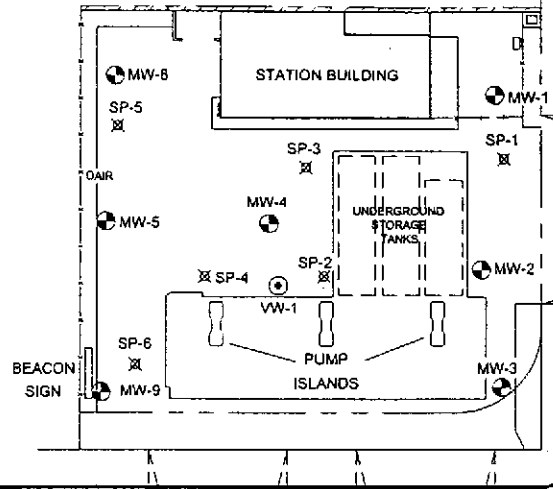 MW-8
STATION BUILDING
MW-1
SP-5
SP-1
SP-3
OAIR
MW-5
MW-4
UNDERGROUND
STORAGE
TANKS
MW-2
SP-4
SP-2
VW-1
SP-6
PUMP
ISLANDS
BEACON
SIGN
MW-9
MW-3